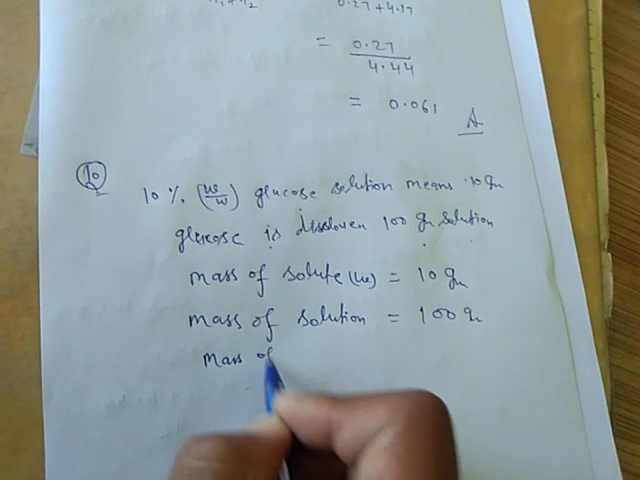 0.27 + 4.17
= 0.27 / 4.44
= 0.061 A
10
10 %. (w/w) glucose solution means 10 gm
glucose is dissloven 100 gm solution
mass of solute (w) = 10 gm
mass of solution = 100 g
Mass of